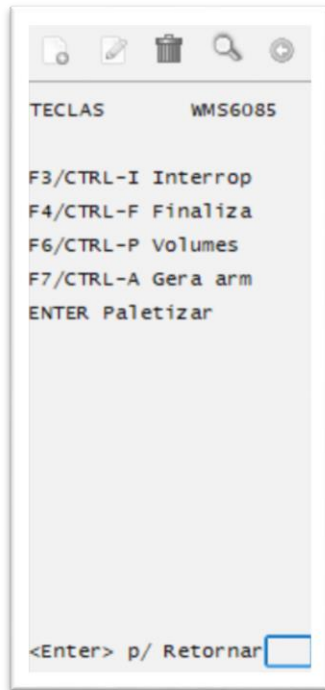 TECLAS WMS6085
F3/CTRL-I Interrop
F4/CTRL-F Finaliza
F6/CTRL-P Volumes
F7/CTRL-A Gera arm
ENTER Paletizar
<Enter> p/ Retornar